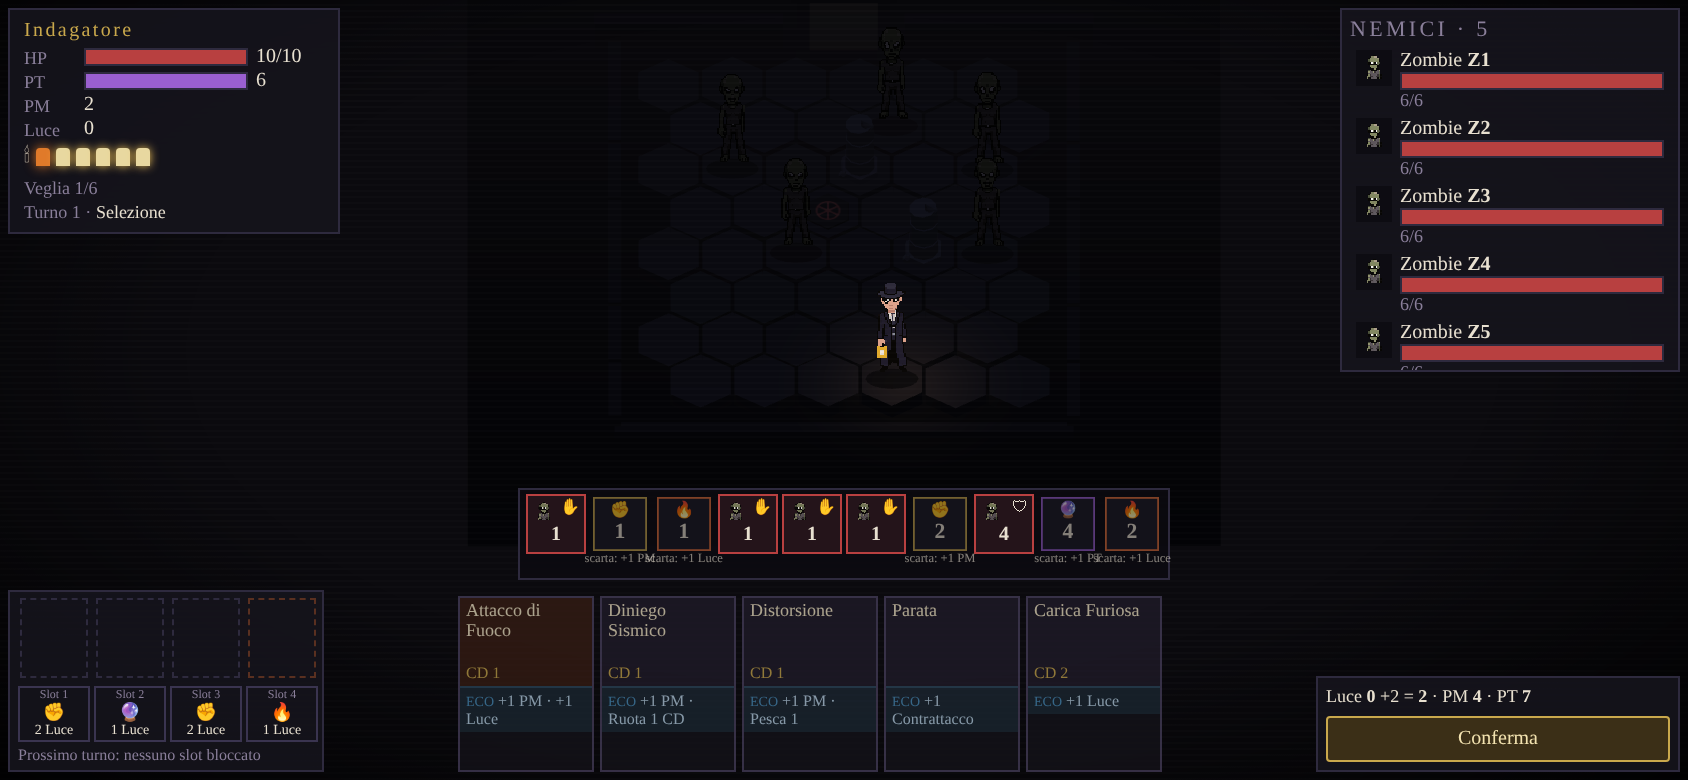 Indagatore
HP 10/10
PT 6
PM 2
Luce 0
Veglia 1/6
Turno 1 · Selezione
NEMICI · 5
Zombie Z1
6/6
Zombie Z2
6/6
Zombie Z3
6/6
Zombie Z4
6/6
Zombie Z5
6/6
1 1 1 1 1 1 2 4 4 2
scarta: +1 PM scarta: +1 Luce scarta: +1 PM scarta: +1 PT scarta: +1 Luce
Slot 1
2 Luce
Slot 2
1 Luce
Slot 3
2 Luce
Slot 4
1 Luce
Prossimo turno: nessuno slot bloccato
Attacco di
Fuoco
CD 1
ECO +1 PM · +1
Luce
Diniego
Sismico
CD 1
ECO +1 PM ·
Ruota 1 CD
Distorsione
CD 1
ECO +1 PM ·
Pesca 1
Parata
ECO +1
Contrattacco
Carica Furiosa
CD 2
ECO +1 Luce
Luce 0 +2 = 2 · PM 4 · PT 7
Conferma